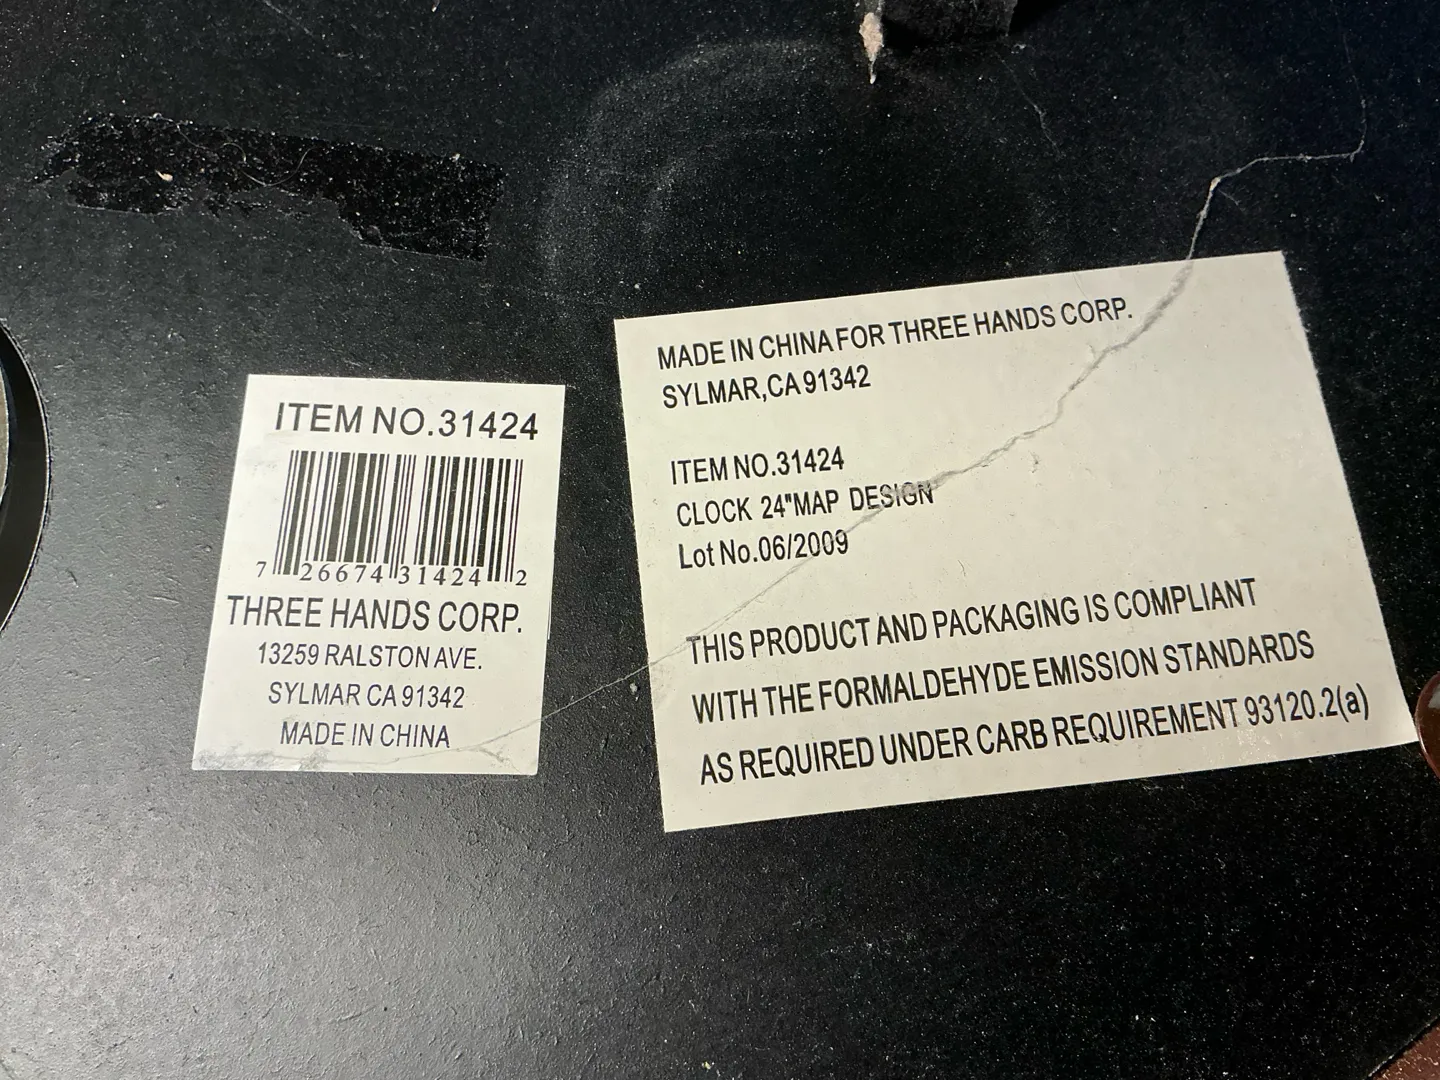 ITEM NO.31424
7 26674 31424 2
THREE HANDS CORP.
13259 RALSTON AVE.
SYLMAR CA 91342
MADE IN CHINA
MADE IN CHINA FOR THREE HANDS CORP.
SYLMAR,CA 91342
ITEM NO.31424
CLOCK 24"MAP DESIGN
Lot No.06/2009
THIS PRODUCT AND PACKAGING IS COMPLIANT
WITH THE FORMALDEHYDE EMISSION STANDARDS
AS REQUIRED UNDER CARB REQUIREMENT 93120.2(a)